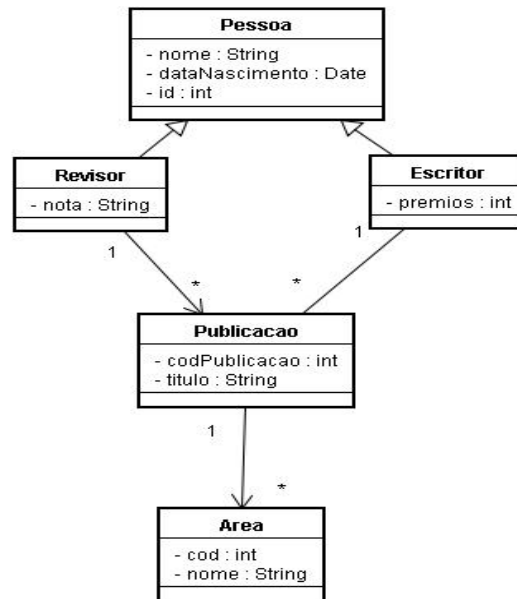 Pessoa
- nome : String
- dataNascimento : Date
- id : int
Revisor
- nota : String
Escritor
- premios : int
1
1
*
*
Publicacao
- codPublicacao : int
- titulo : String
1
*
Area
- cod : int
- nome : String